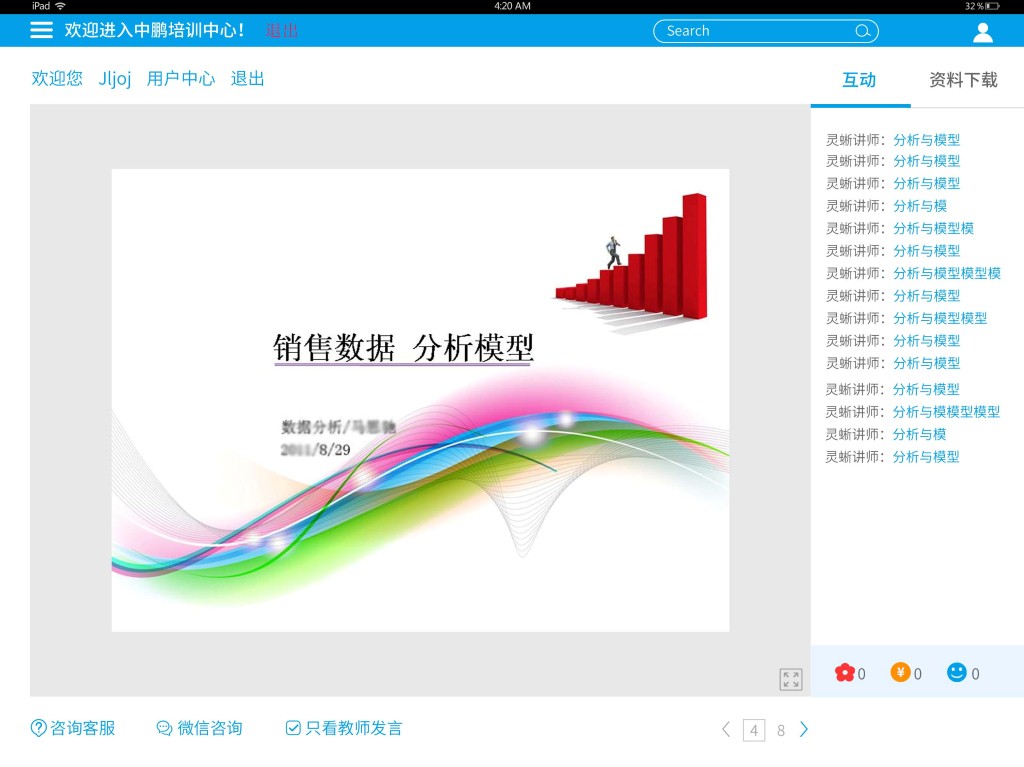 iPad 4:20 AM 32%
欢迎进入中鹏培训中心！ 退出 Search
欢迎您 Jljoj 用户中心 退出
互动 资料下载
灵蜥讲师：分析与模型
灵蜥讲师：分析与模型
灵蜥讲师：分析与模型
灵蜥讲师：分析与模
灵蜥讲师：分析与模型模
灵蜥讲师：分析与模型
灵蜥讲师：分析与模型模型模
灵蜥讲师：分析与模型
灵蜥讲师：分析与模型模型
灵蜥讲师：分析与模型
灵蜥讲师：分析与模型
灵蜥讲师：分析与模型
灵蜥讲师：分析与模模型模型
灵蜥讲师：分析与模
灵蜥讲师：分析与模型
销售数据 分析模型
数据分析/
2011/8/29
0 ¥ 0 0
咨询客服 微信咨询 只看教师发言
4 8